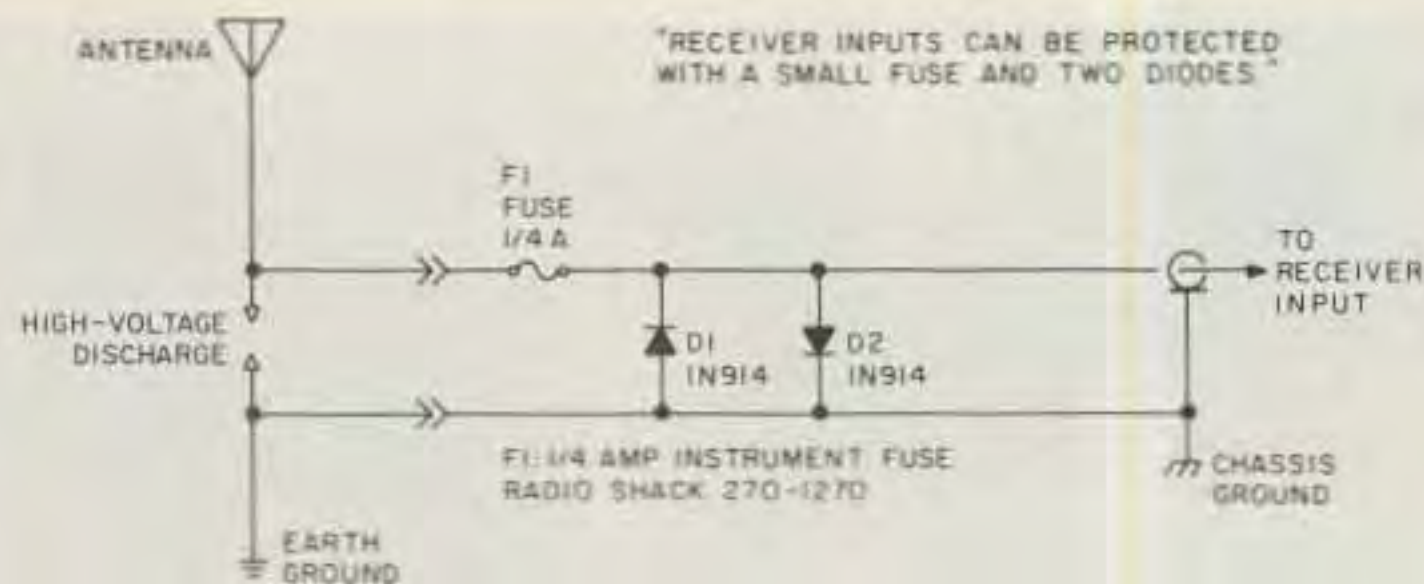 ANTENNA
"RECEIVER INPUTS CAN BE PROTECTED
WITH A SMALL FUSE AND TWO DIODES"
F1
FUSE
1/4 A
TO
RECEIVER
INPUT
HIGH-VOLTAGE
DISCHARGE
D1
1N914
D2
1N914
F1: 1/4 AMP INSTRUMENT FUSE
RADIO SHACK 270-1270
CHASSIS
GROUND
EARTH
GROUND